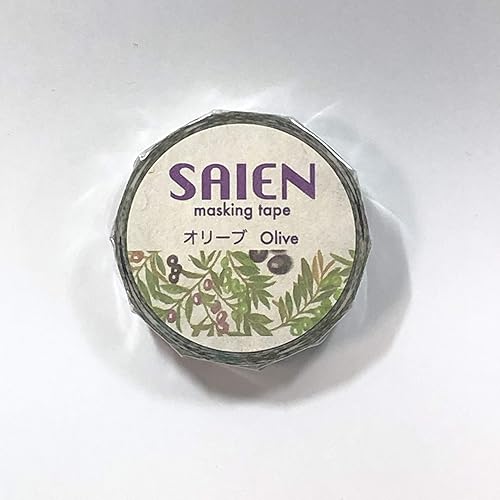 SAIEN
masking tape
オリーブ Olive